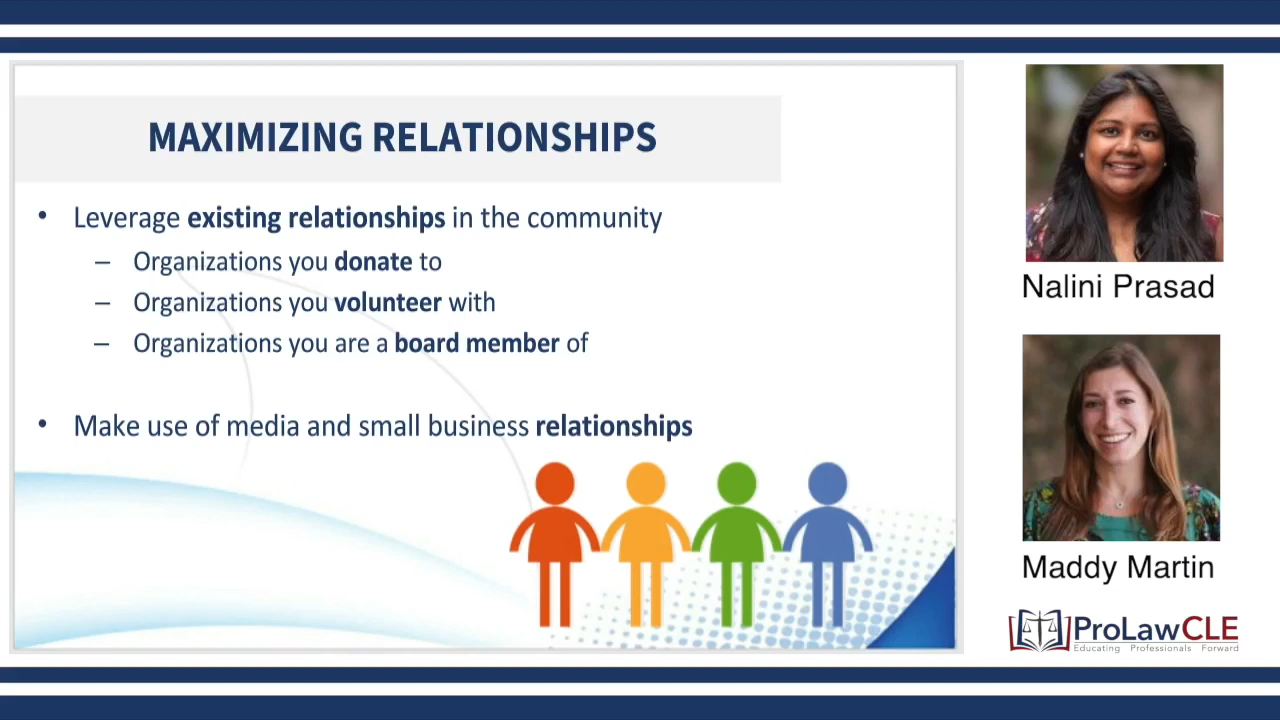 MAXIMIZING RELATIONSHIPS
• Leverage existing relationships in the community
– Organizations you donate to
– Organizations you volunteer with
– Organizations you are a board member of
• Make use of media and small business relationships
Nalini Prasad
Maddy Martin
ProLawCLE
Educating Professionals Forward